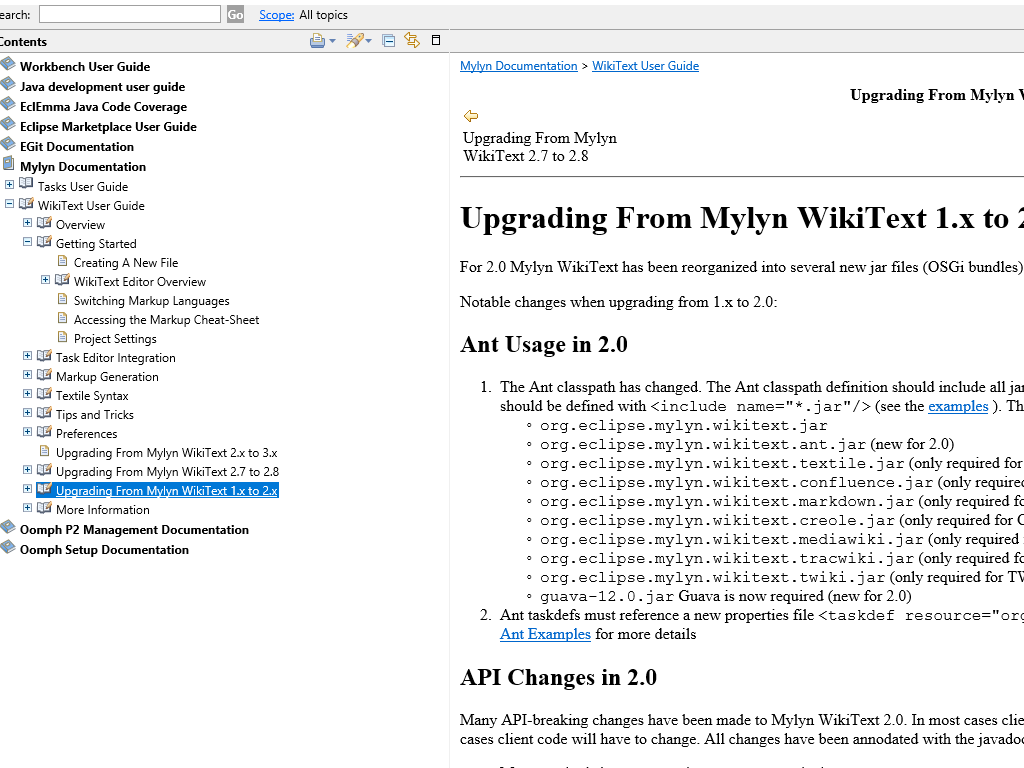 earch:
Go
Scope: All topics
Contents
Workbench User Guide
Java development user guide
EclEmma Java Code Coverage
Eclipse Marketplace User Guide
EGit Documentation
Mylyn Documentation
Tasks User Guide
WikiText User Guide
Overview
Getting Started
Creating A New File
WikiText Editor Overview
Switching Markup Languages
Accessing the Markup Cheat-Sheet
Project Settings
Task Editor Integration
Markup Generation
Textile Syntax
Tips and Tricks
Preferences
Upgrading From Mylyn WikiText 2.x to 3.x
Upgrading From Mylyn WikiText 2.7 to 2.8
Upgrading From Mylyn WikiText 1.x to 2.x
More Information
Oomph P2 Management Documentation
Oomph Setup Documentation
Mylyn Documentation > WikiText User Guide
Upgrading From Mylyn
Upgrading From Mylyn
WikiText 2.7 to 2.8
Upgrading From Mylyn WikiText 1.x to
For 2.0 Mylyn WikiText has been reorganized into several new jar files (OSGi bundles)
Notable changes when upgrading from 1.x to 2.0:
Ant Usage in 2.0
1. The Ant classpath has changed. The Ant classpath definition should include all jar
should be defined with <include name="*.jar"/> (see the examples ). Th
org.eclipse.mylyn.wikitext.jar
org.eclipse.mylyn.wikitext.ant.jar (new for 2.0)
org.eclipse.mylyn.wikitext.textile.jar (only required for
org.eclipse.mylyn.wikitext.confluence.jar (only required
org.eclipse.mylyn.wikitext.markdown.jar (only required fo
org.eclipse.mylyn.wikitext.creole.jar (only required for C
org.eclipse.mylyn.wikitext.mediawiki.jar (only required
org.eclipse.mylyn.wikitext.tracwiki.jar (only required fo
org.eclipse.mylyn.wikitext.twiki.jar (only required for TW
guava-12.0.jar Guava is now required (new for 2.0)
2. Ant taskdefs must reference a new properties file <taskdef resource="org
Ant Examples for more details
API Changes in 2.0
Many API-breaking changes have been made to Mylyn WikiText 2.0. In most cases clie
cases client code will have to change. All changes have been annodated with the javadoc